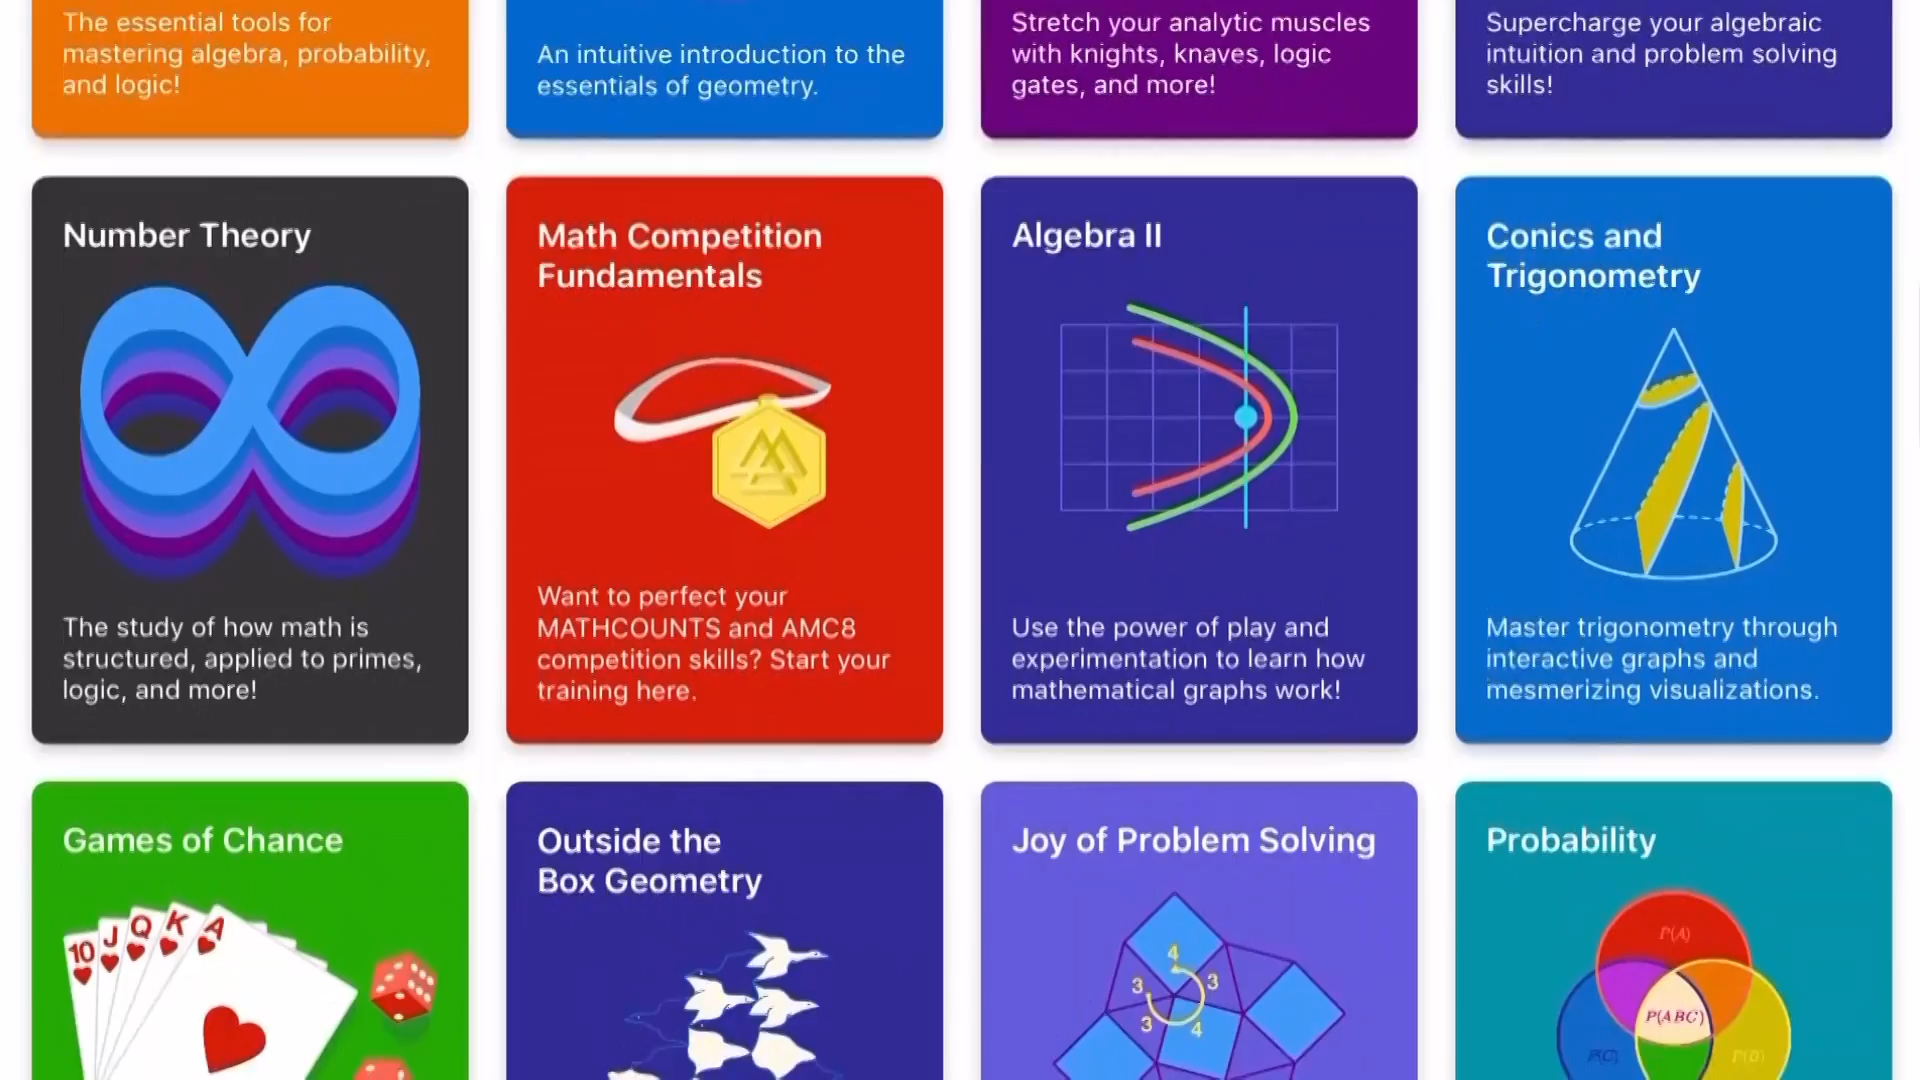 The essential tools for
mastering algebra, probability,
and logic!
An intuitive introduction to the
essentials of geometry.
Stretch your analytic muscles
with knights, knaves, logic
gates, and more!
Supercharge your algebraic
intuition and problem solving
skills!
Number Theory
The study of how math is
structured, applied to primes,
logic, and more!
Math Competition
Fundamentals
Want to perfect your
MATHCOUNTS and AMC8
competition skills? Start your
training here.
Algebra II
Use the power of play and
experimentation to learn how
mathematical graphs work!
Conics and
Trigonometry
Master trigonometry through
interactive graphs and
mesmerizing visualizations.
Games of Chance
10 J Q K A
Outside the
Box Geometry
Joy of Problem Solving
4
3 3
3 4
Probability
P(A)
P(ABC)
P(C) P(B)